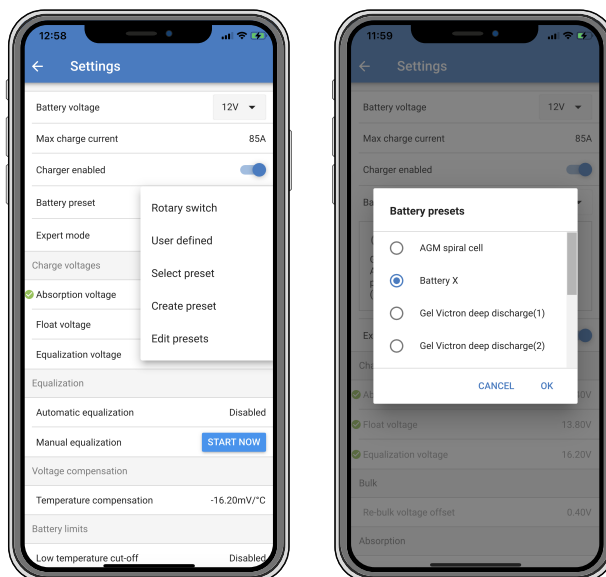 12:58
Settings
Battery voltage 12V
Max charge current 85A
Charger enabled
Battery preset
Expert mode
Rotary switch
User defined
Select preset
Create preset
Edit presets
Charge voltages
Absorption voltage
Float voltage
Equalization voltage
Equalization
Automatic equalization Disabled
Manual equalization START NOW
Voltage compensation
Temperature compensation -16.20mV/°C
Battery limits
Low temperature cut-off Disabled
11:59
Settings
Battery voltage 12V
Max charge current 85A
Charger enabled
Battery presets
AGM spiral cell
Battery X
Gel Victron deep discharge(1)
Gel Victron deep discharge(2)
CANCEL OK
Float voltage 13.80V
Equalization voltage 16.20V
Bulk
Re-bulk voltage offset 0.40V
Absorption